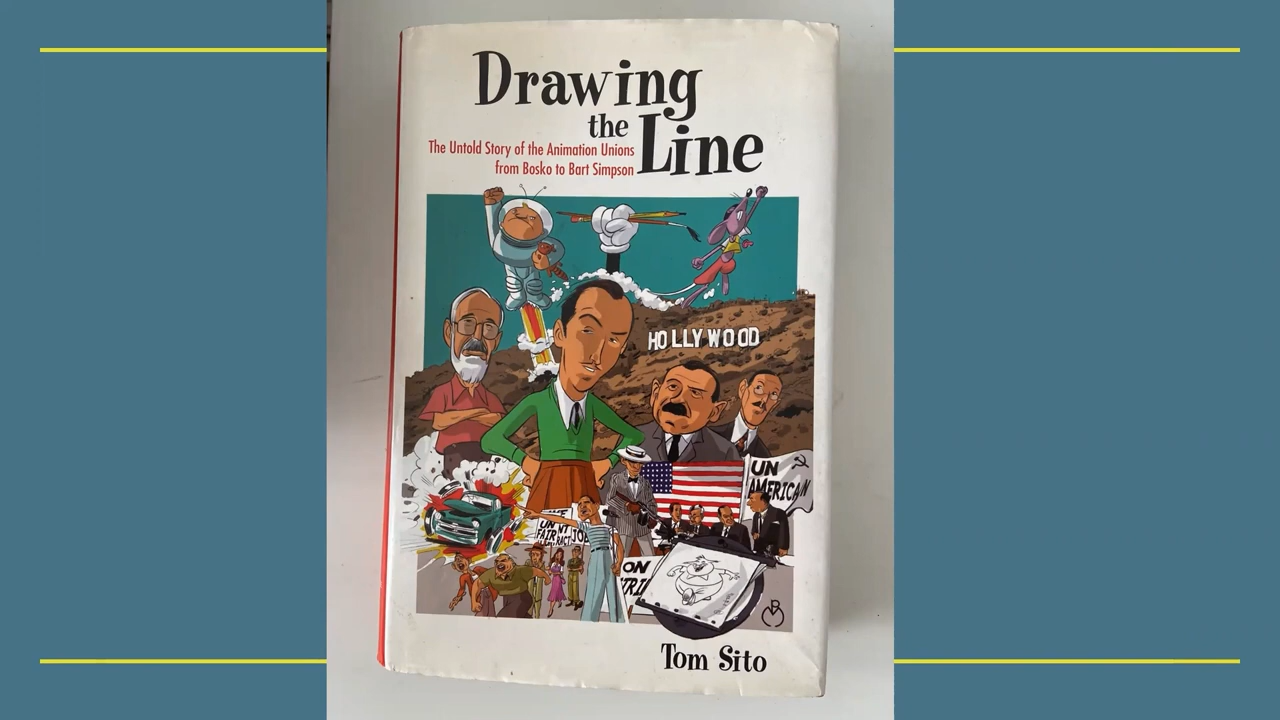 Drawing
the Line
The Untold Story of the Animation Unions
from Bosko to Bart Simpson
HOLLYWOOD
UN
AMERICAN
UN
FAIR
ON
Tom Sito